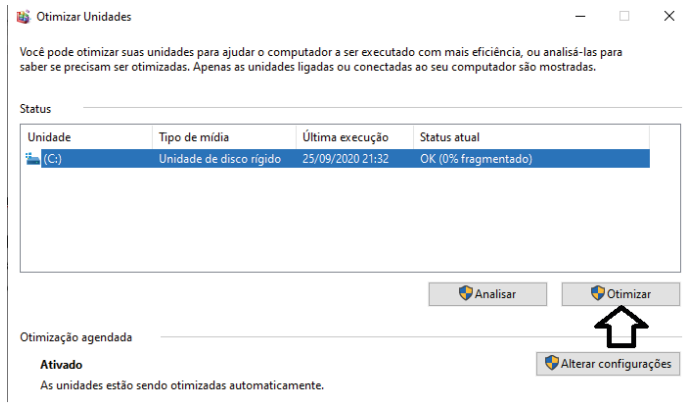 Otimizar Unidades
Você pode otimizar suas unidades para ajudar o computador a ser executado com mais eficiência, ou analisá-las para
saber se precisam ser otimizadas. Apenas as unidades ligadas ou conectadas ao seu computador são mostradas.
Status
Unidade Tipo de mídia Última execução Status atual
(C:) Unidade de disco rígido 25/09/2020 21:32 OK (0% fragmentado)
Analisar Otimizar
Otimização agendada
Ativado Alterar configurações
As unidades estão sendo otimizadas automaticamente.